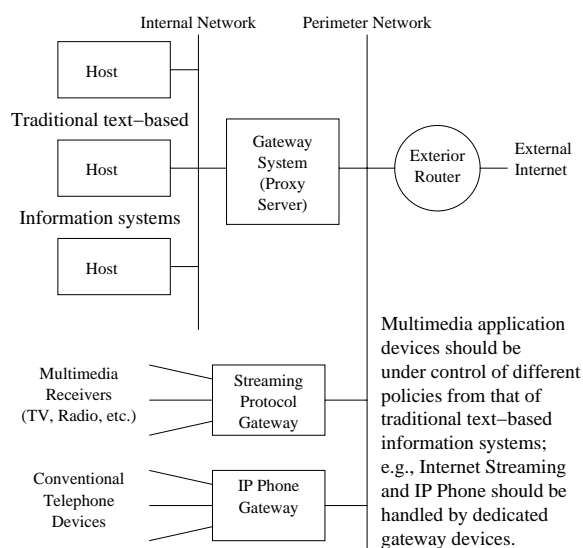 Internal Network
Perimeter Network
Host
Traditional text−based
Host
Information systems
Host
Gateway
System
(Proxy
Server)
Exterior
Router
External
Internet
Multimedia
Receivers
(TV, Radio, etc.)
Streaming
Protocol
Gateway
Conventional
Telephone
Devices
IP Phone
Gateway
Multimedia application
devices should be
under control of different
policies from that of
traditional text−based
information systems;
e.g., Internet Streaming
and IP Phone should be
handled by dedicated
gateway devices.